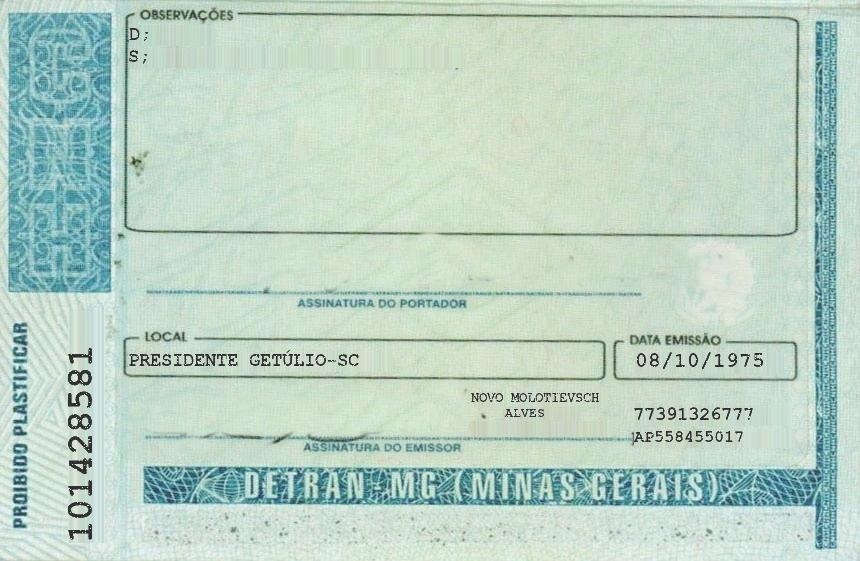 OBSERVAÇÕES
D;
S;
ASSINATURA DO PORTADOR
LOCAL
PRESIDENTE GETÚLIO-SC
DATA EMISSÃO
08/10/1975
NOVO MOLOTIEVSCH
ALVES
77391326777
AP558455017
ASSINATURA DO EMISSOR
DETRAN-MG (MINAS GERAIS)
PROIBIDO PLASTIFICAR
101428581